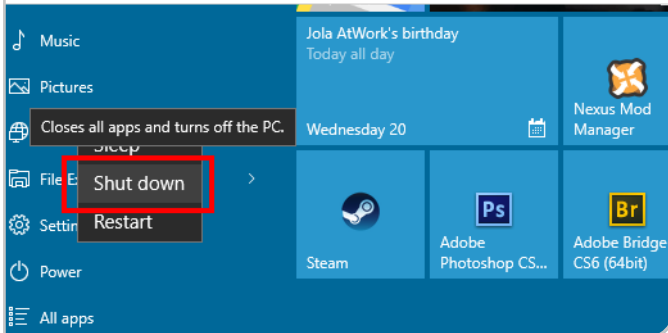 Music
Pictures
Closes all apps and turns off the PC.
Sleep
File E
Shut down
Settin
Restart
Power
All apps
Jola AtWork's birthday
Today all day
Wednesday 20
Nexus Mod
Manager
Steam
Ps
Adobe
Photoshop CS...
Br
Adobe Bridge
CS6 (64bit)